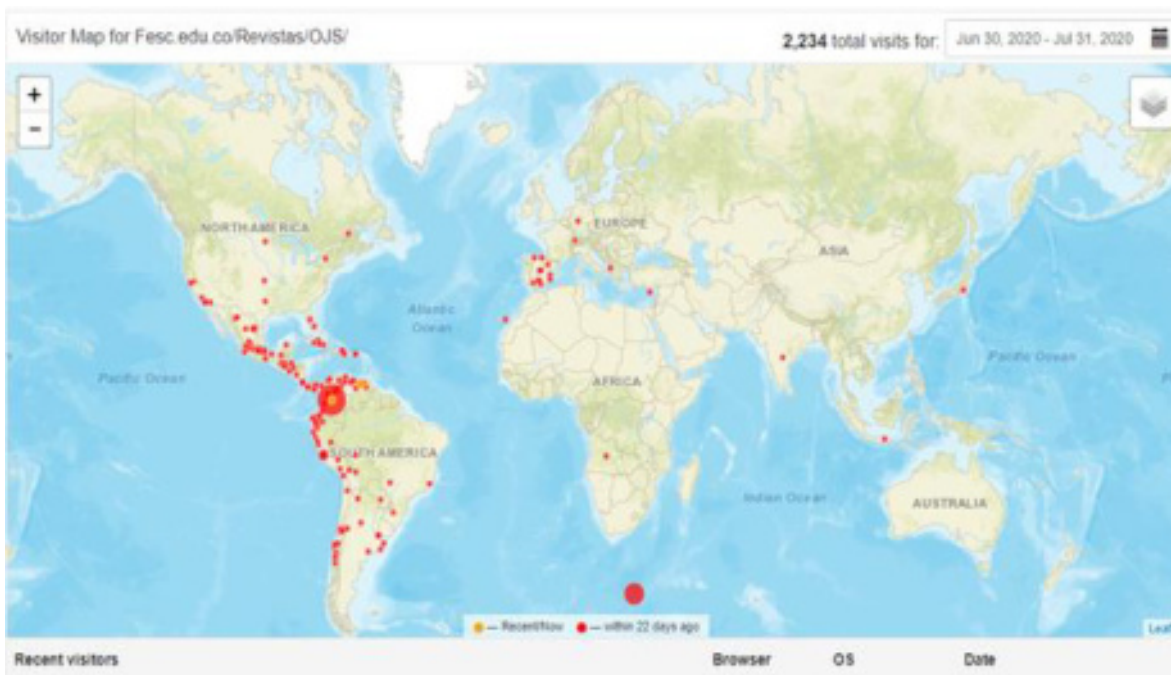 Visitor Map for Fesc.edu.co/Revistas/OJS/
2,234 total visits for: Jun 30, 2020 - Jul 31, 2020
+
−
NORTH AMERICA
EUROPE
ASIA
Atlantic
Ocean
Pacific Ocean
Pacific Ocean
AFRICA
SOUTH AMERICA
Indian Ocean
AUSTRALIA
— Recent/Now — within 22 days ago
Leaf
Recent visitors Browser OS Date